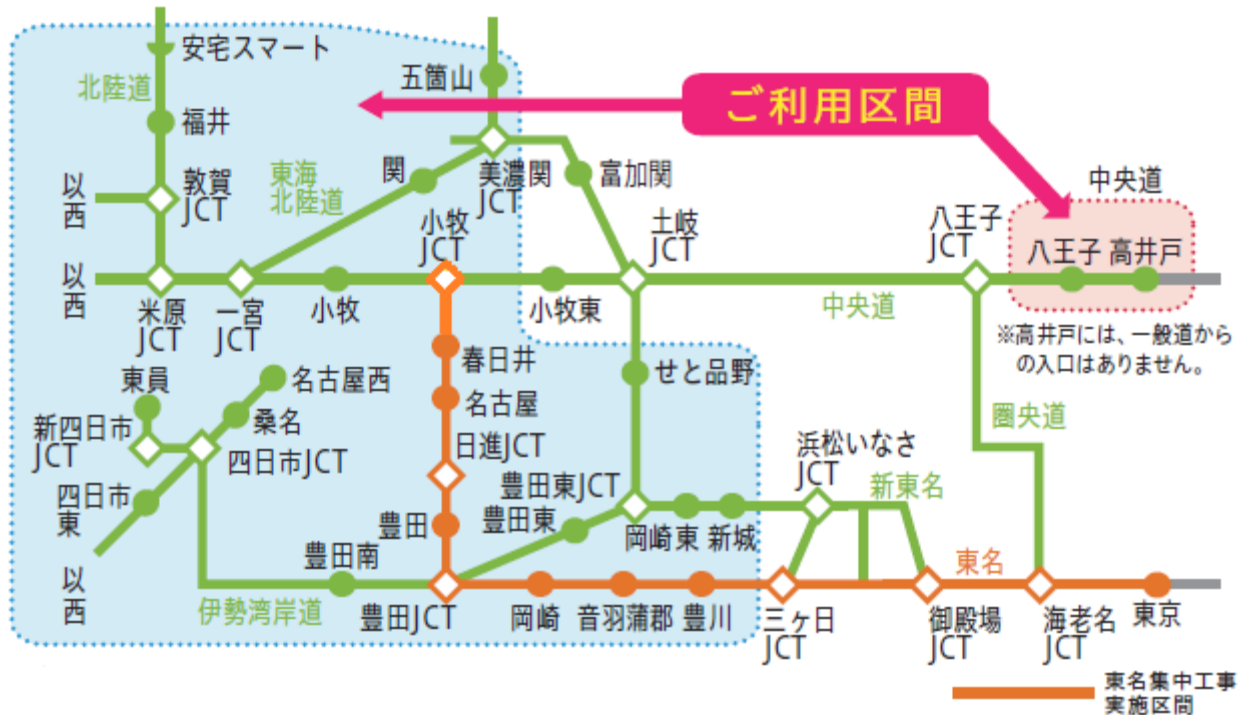 安宅スマート
北陸道
五箇山
ご利用区間
福井
以西
敦賀
JCT
東海
北陸道
関
美濃関
JCT
富加関
中央道
小牧
JCT
土岐
JCT
八王子
JCT
八王子
高井戸
以西
米原
JCT
一宮
JCT
小牧
小牧東
中央道
※高井戸には、一般道から
の入口はありません。
春日井
せと品野
東員
名古屋西
名古屋
圏央道
桑名
新四日市
JCT
四日市JCT
日進JCT
浜松いなさ
JCT
四日市
東
豊田東JCT
新東名
豊田
豊田東
岡崎東
新城
以西
豊田南
東名
伊勢湾岸道
豊田JCT
岡崎
音羽蒲郡
豊川
三ヶ日
JCT
御殿場
JCT
海老名
JCT
東京
東名集中工事
実施区間